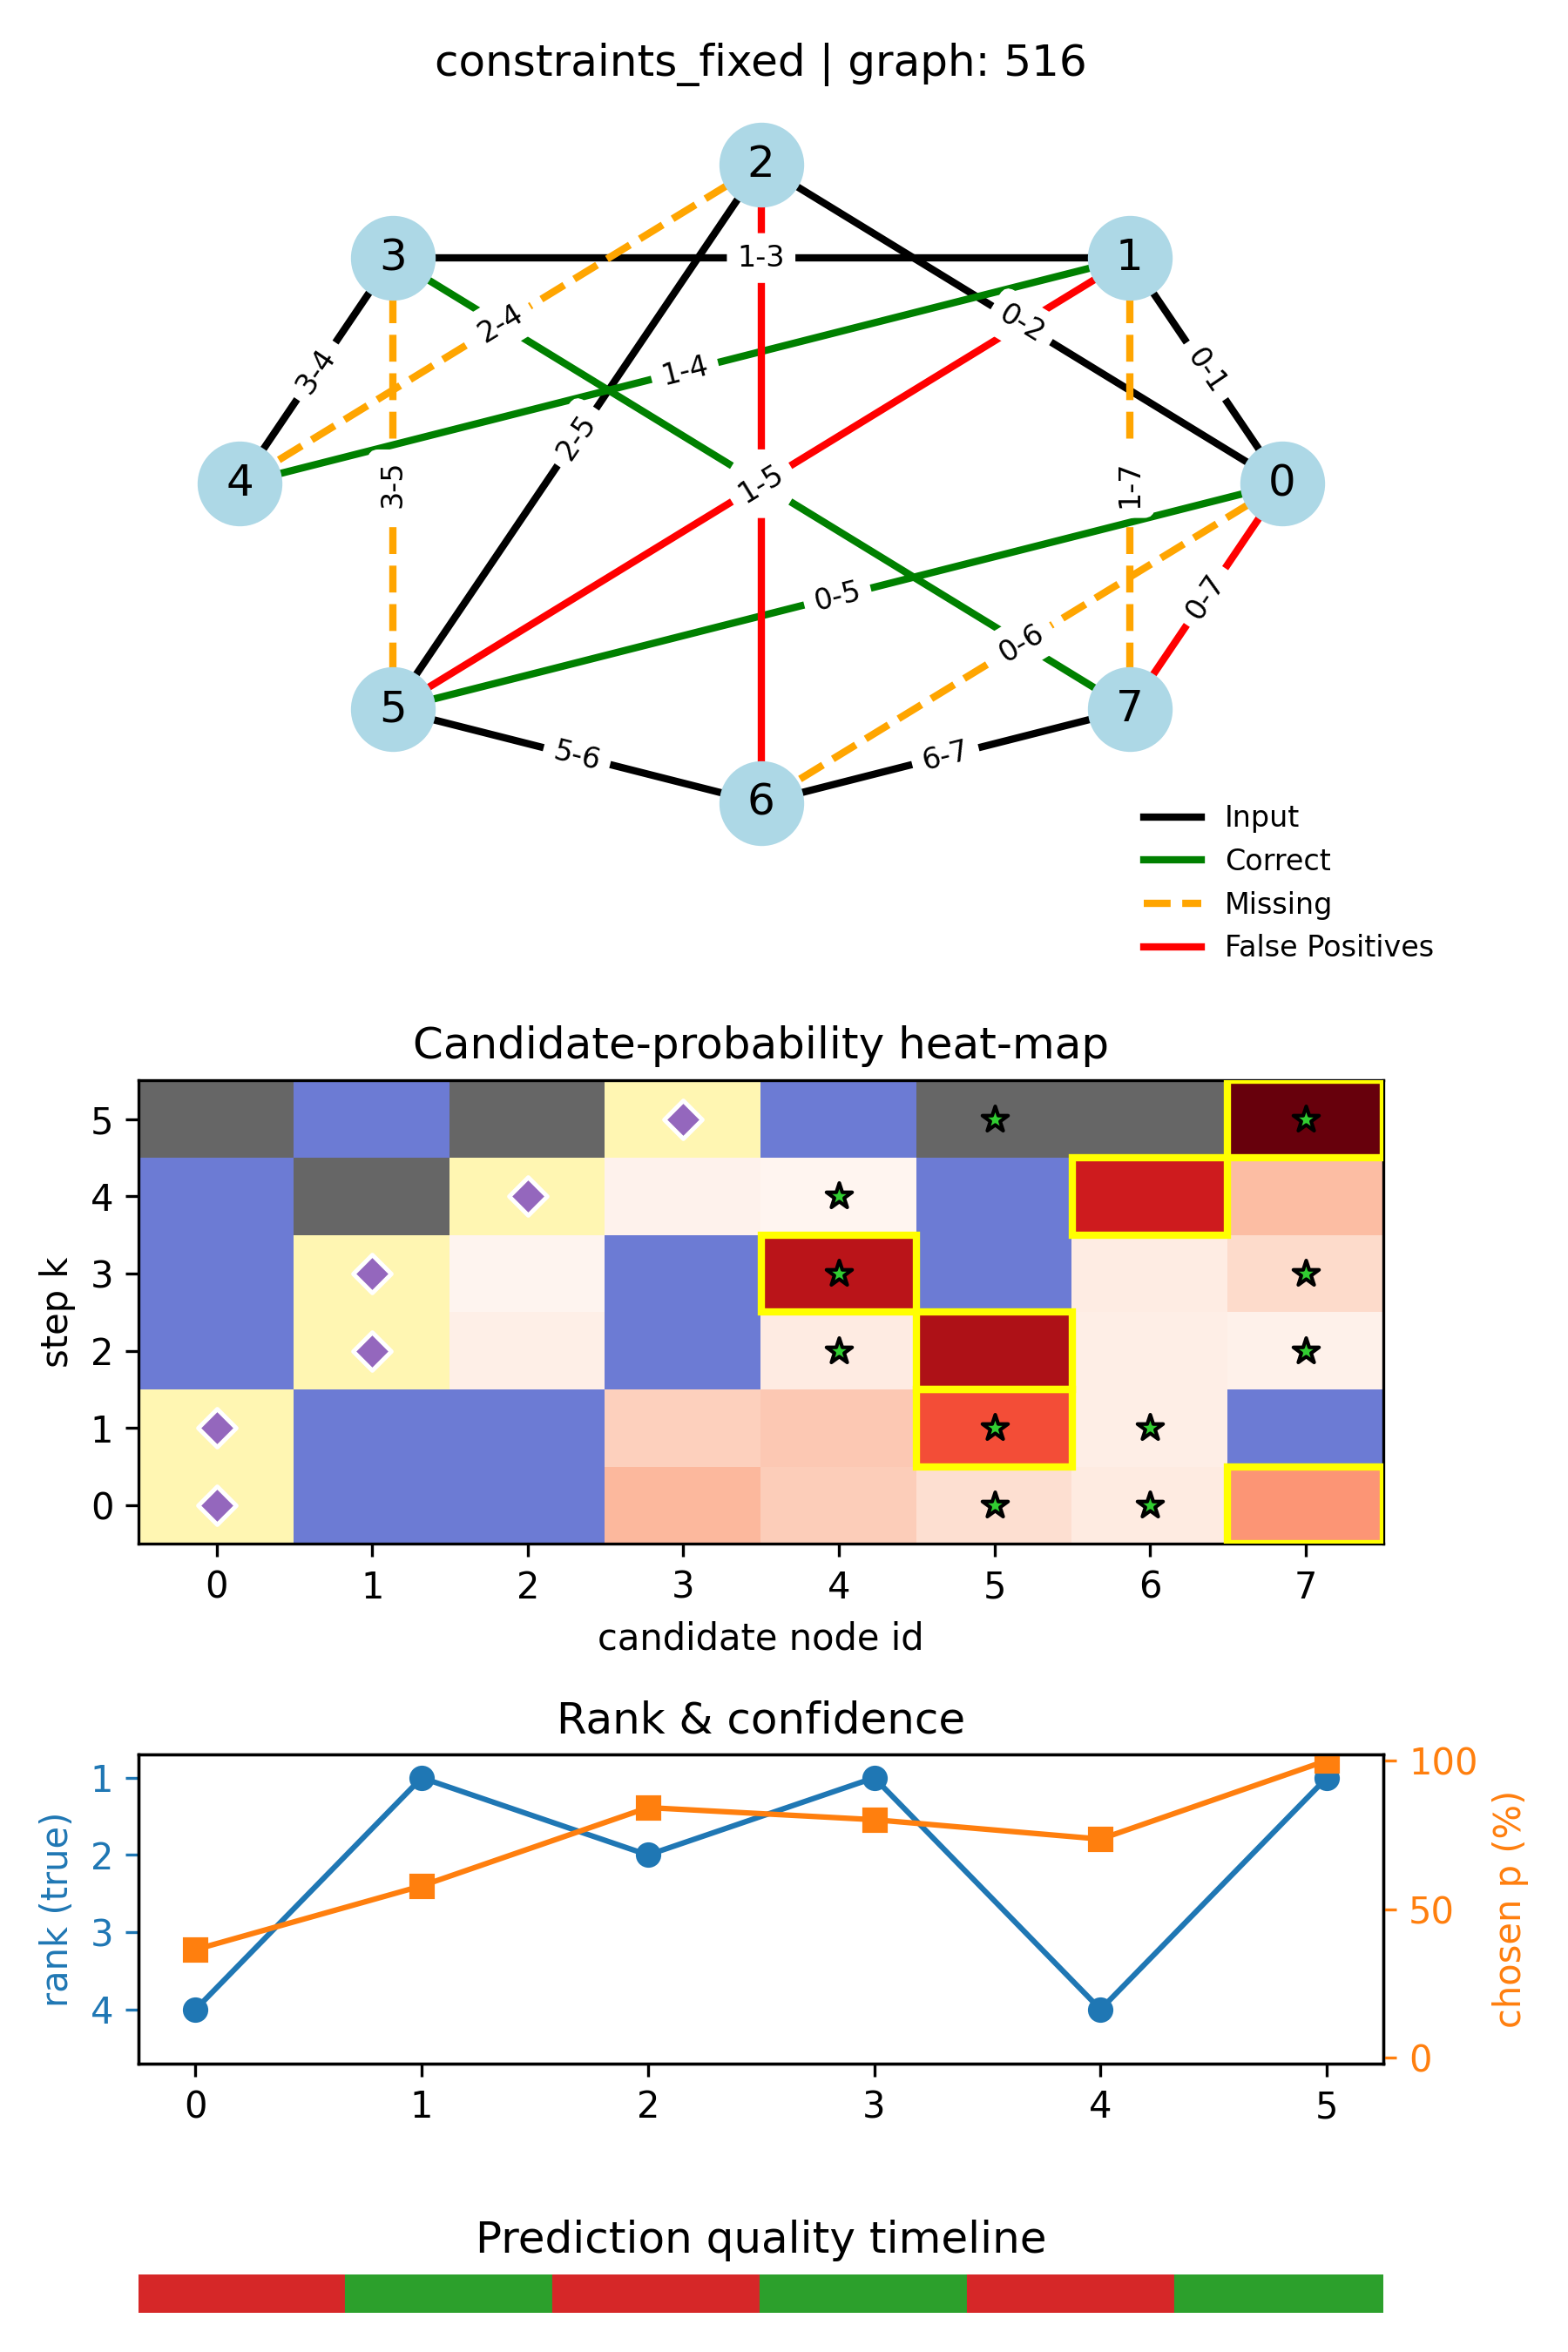 constraints_fixed | graph: 516
2
3
1
1-3
2-4
0-2
3-4
1-4
0-1
2-5
4
3-5
1-5
1-7
0
0-5
0-7
0-6
5
7
5-6
6-7
6
Input
Correct
Missing
False Positives
Candidate-probability heat-map
5
4
3
2
1
0
step k
0 1 2 3 4 5 6 7
candidate node id
Rank & confidence
1
2
3
4
rank (true)
100
50
0
chosen p (%)
0 1 2 3 4 5
Prediction quality timeline